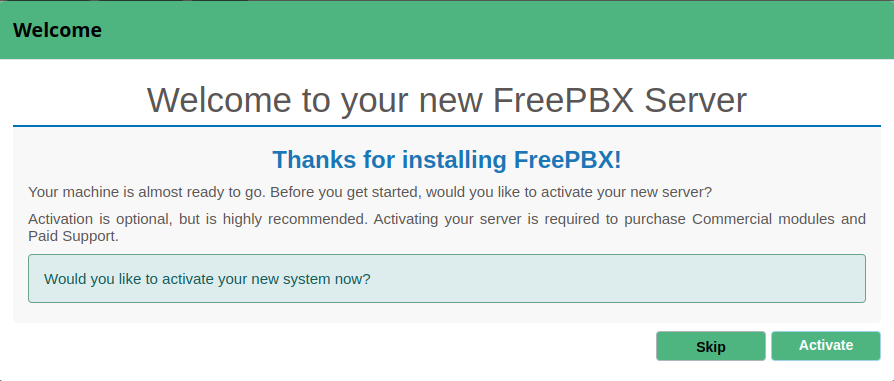 Welcome
Welcome to your new FreePBX Server
Thanks for installing FreePBX!
Your machine is almost ready to go. Before you get started, would you like to activate your new server?
Activation is optional, but is highly recommended. Activating your server is required to purchase Commercial modules and
Paid Support.
Would you like to activate your new system now?
Skip
Activate